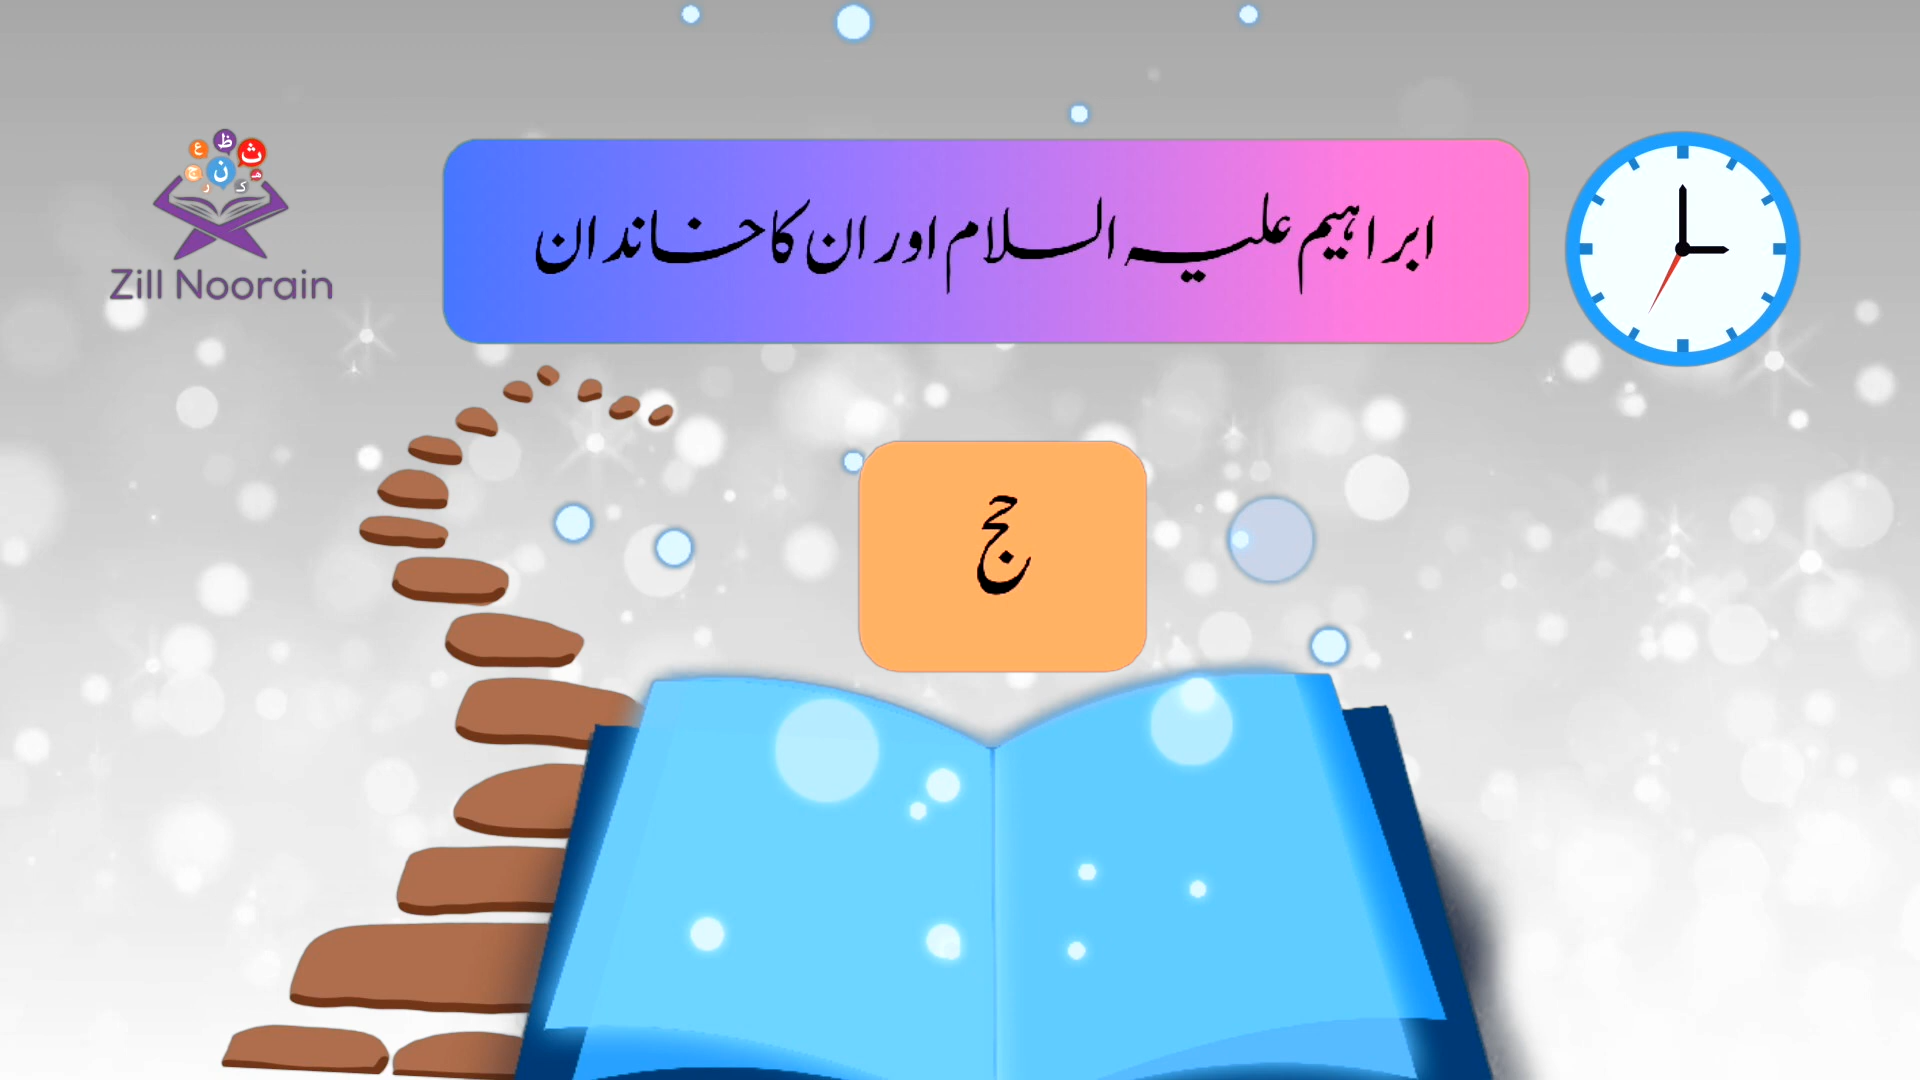 ث
ظ
ع
ن
ھ
ک
ر
Zill Noorain
ابراہیم علیہ السلام اور ان کا خاندان
حج